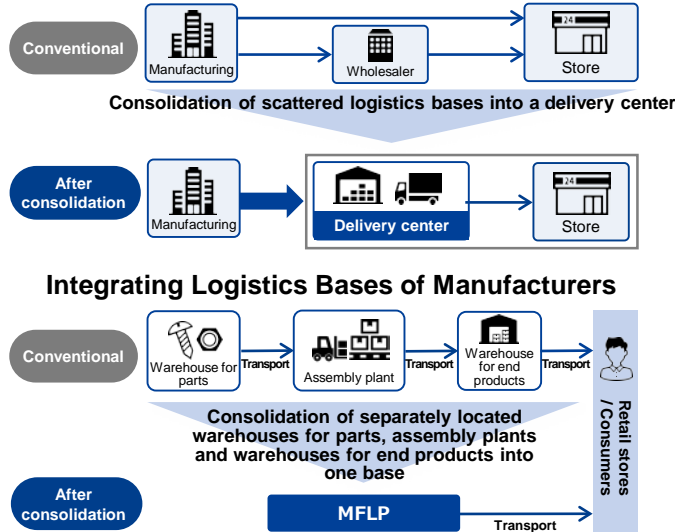 Conventional
Manufacturing
Wholesaler
24
Store
Consolidation of scattered logistics bases into a delivery center
After
consolidation
Manufacturing
Delivery center
24
Store
Integrating Logistics Bases of Manufacturers
Conventional
Warehouse for
parts
Transport
Assembly plant
Transport
Warehouse
for end
products
Transport
Retail stores
/ Consumers
Consolidation of separately located
warehouses for parts, assembly plants
and warehouses for end products into
one base
After
consolidation
MFLP
Transport